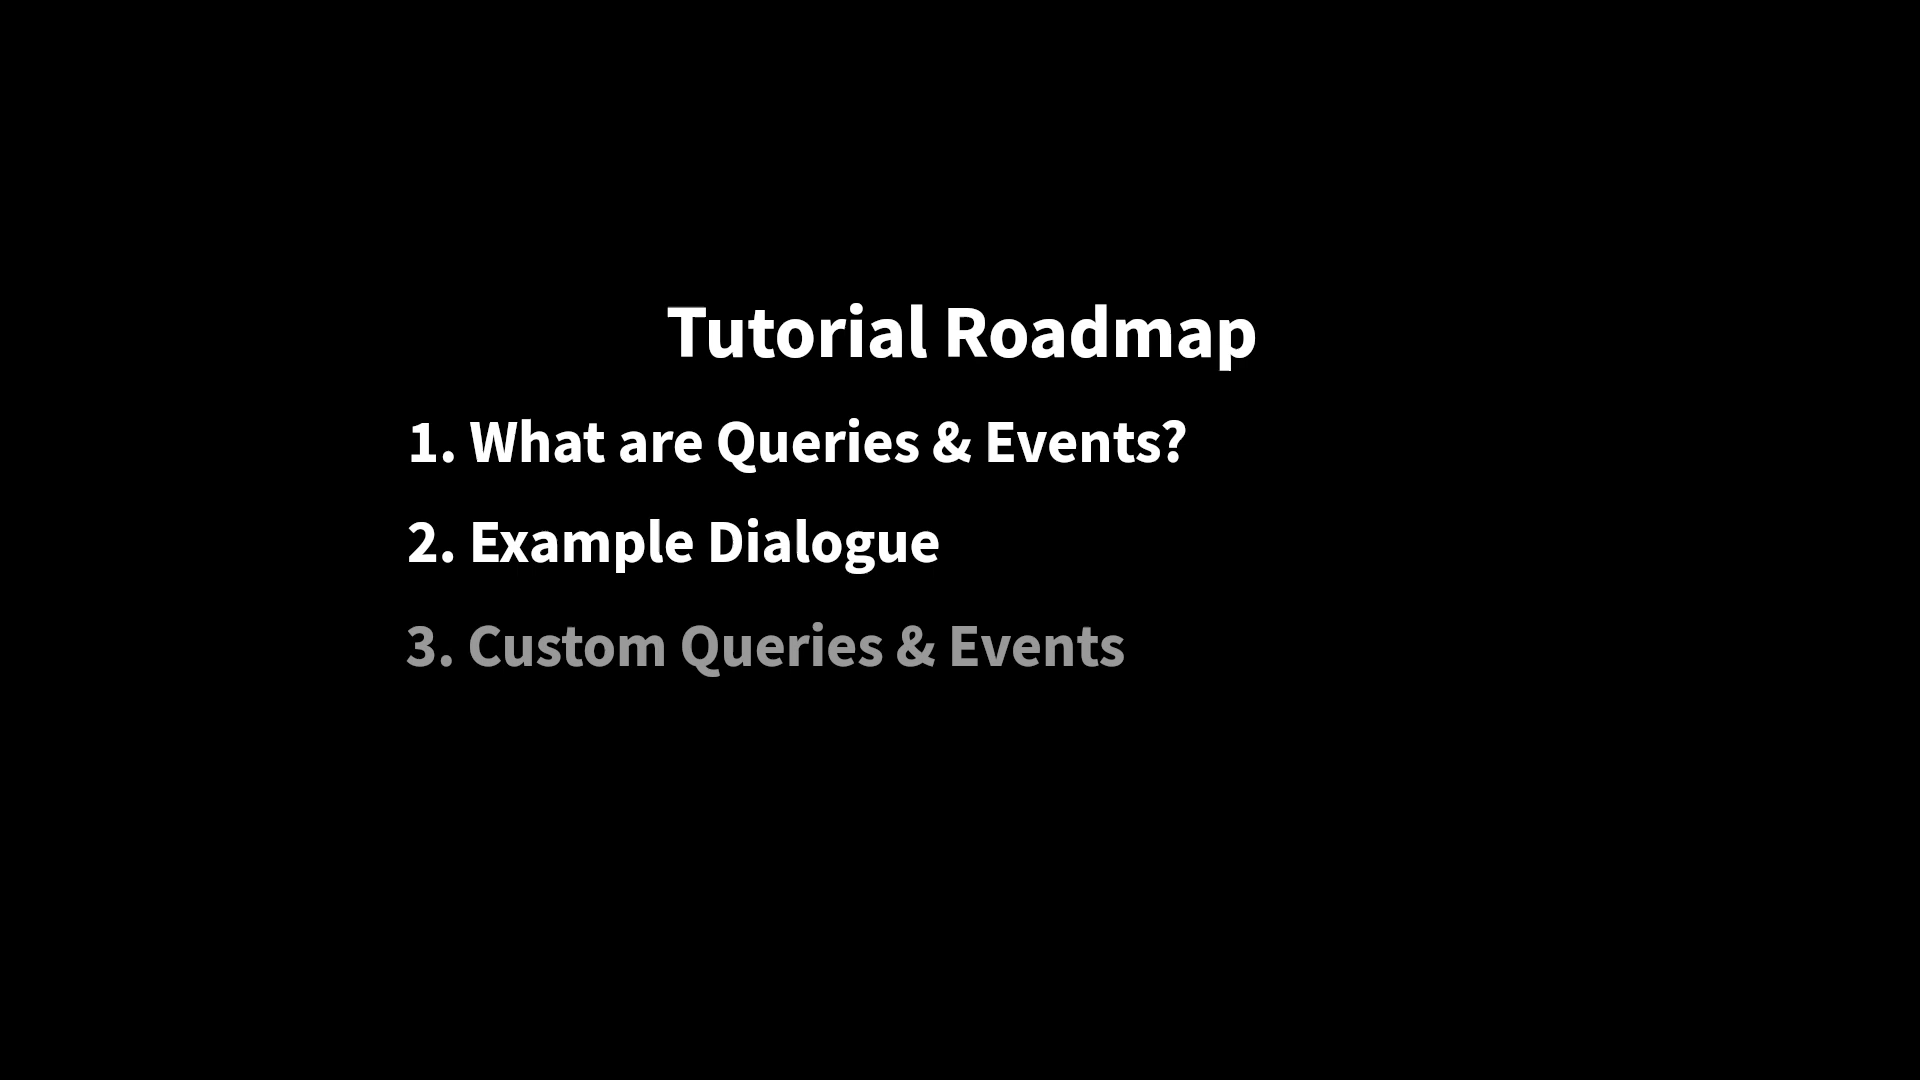 Tutorial Roadmap
1. What are Queries & Events?
2. Example Dialogue
3. Custom Queries & Events